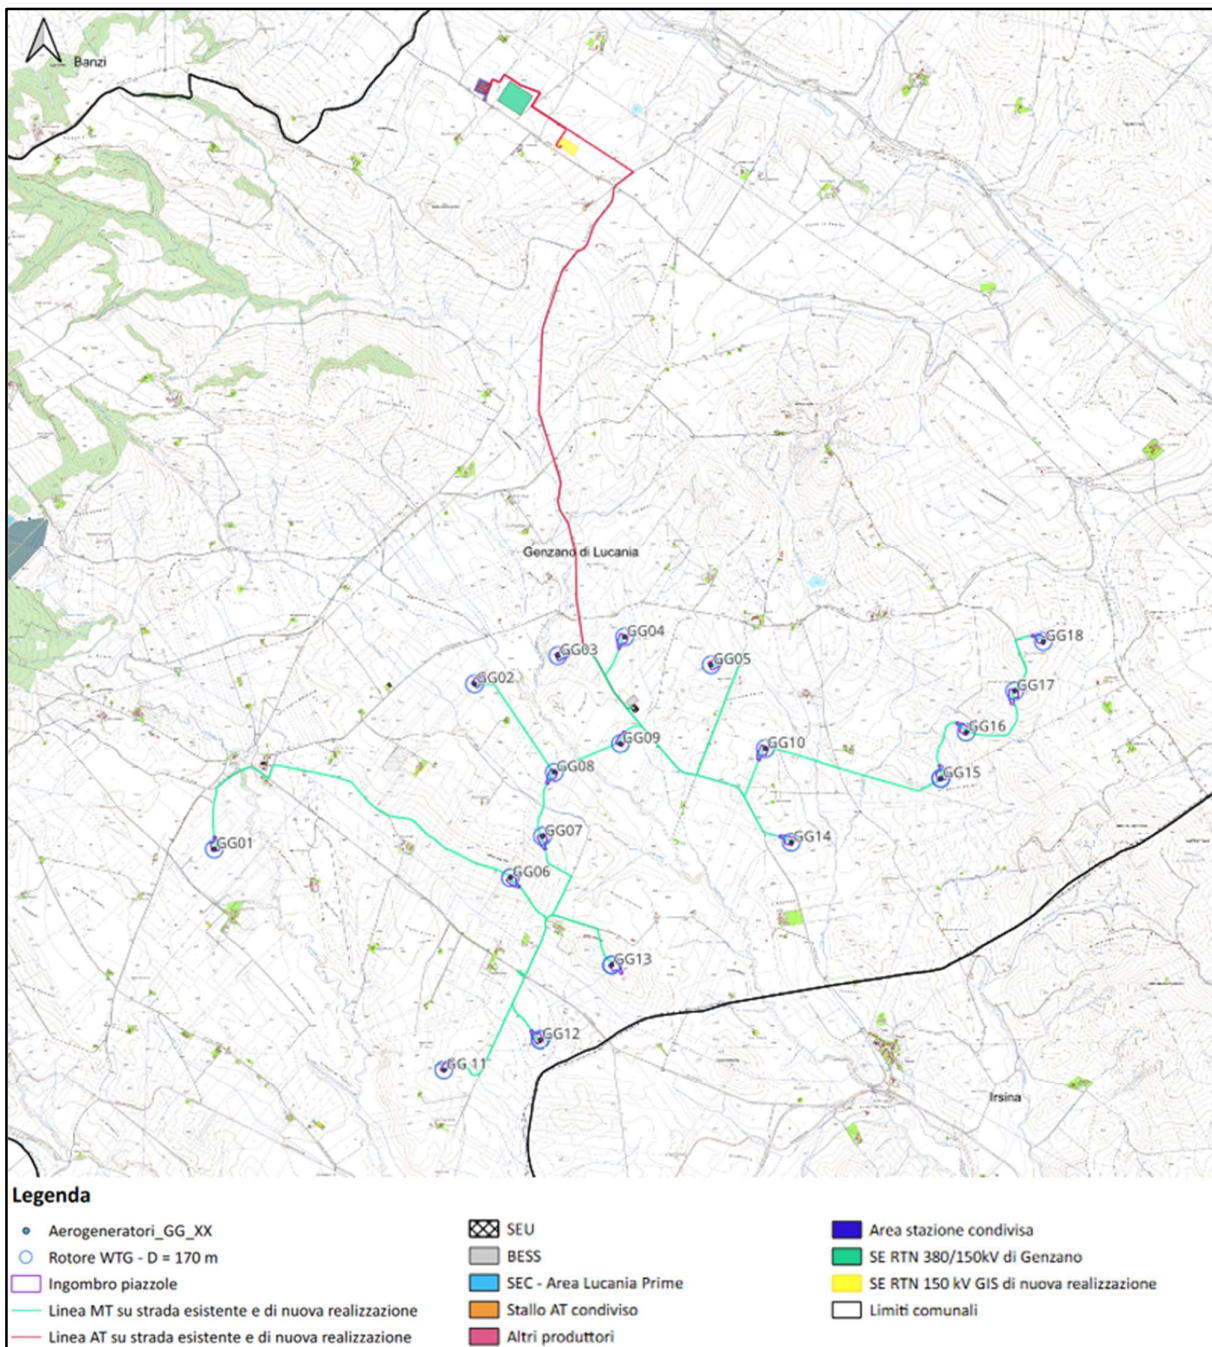 Banzi
Genzano di Lucania
GG04
GG18
GG03
GG05
GG02
GG17
GG16
GG09
GG10
GG08
GG15
GG07
GG14
GG01
GG06
GG13
GG12
GG 11
Irsina
Legenda
Aerogeneratori_GG_XX
Rotore WTG - D = 170 m
Ingombro piazzole
Linea MT su strada esistente e di nuova realizzazione
Linea AT su strada esistente e di nuova realizzazione
SEU
BESS
SEC - Area Lucania Prime
Stallo AT condiviso
Altri produttori
Area stazione condivisa
SE RTN 380/150kV di Genzano
SE RTN 150 kV GIS di nuova realizzazione
Limiti comunali